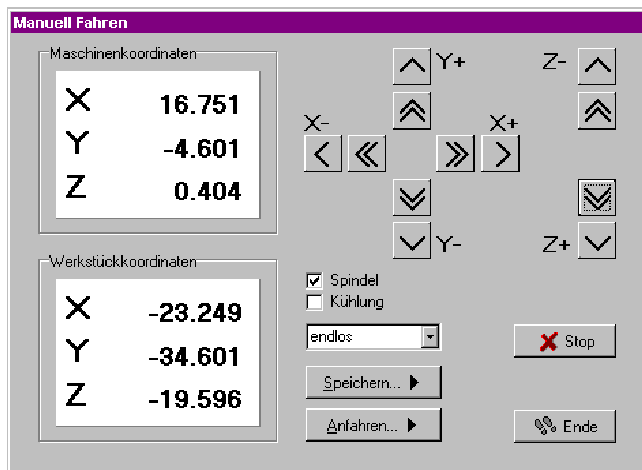 Manuell Fahren
Maschinenkoordinaten
X 16.751
Y -4.601
Z 0.404
Werkstückkoordinaten
X -23.249
Y -34.601
Z -19.596
Y+
Z-
X-
X+
Y-
Z+
Spindel
Kühlung
endlos
Stop
Speichern...
Anfahren...
Ende